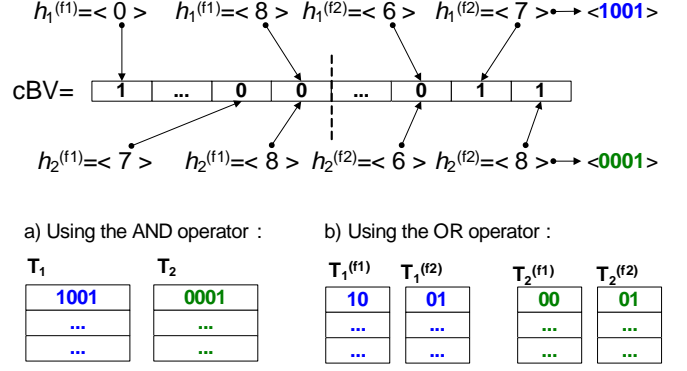 h₁⁽ᶠ¹⁾=< 0 > h₁⁽ᶠ¹⁾=< 8 > h₁⁽ᶠ²⁾=< 6 > h₁⁽ᶠ²⁾=< 7 > <1001>
cBV= 1 ... 0 0 ... 0 1 1
h₂⁽ᶠ¹⁾=< 7 > h₂⁽ᶠ¹⁾=< 8 > h₂⁽ᶠ²⁾=< 6 > h₂⁽ᶠ²⁾=< 8 > <0001>
a) Using the AND operator : b) Using the OR operator :
T₁ T₂ T₁⁽ᶠ¹⁾ T₁⁽ᶠ²⁾ T₂⁽ᶠ¹⁾ T₂⁽ᶠ²⁾
1001 0001 10 01 00 01
... ... ... ... ... ...
... ... ... ... ... ...